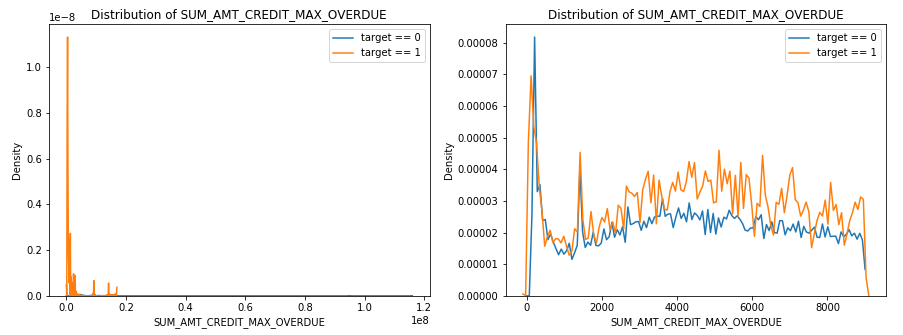 Distribution of SUM_AMT_CREDIT_MAX_OVERDUE
1e−8
target == 0
target == 1
Density
1.0
0.8
0.6
0.4
0.2
0.0
0.0 0.2 0.4 0.6 0.8 1.0 1.2
1e8
SUM_AMT_CREDIT_MAX_OVERDUE
Distribution of SUM_AMT_CREDIT_MAX_OVERDUE
target == 0
target == 1
Density
0.00008
0.00007
0.00006
0.00005
0.00004
0.00003
0.00002
0.00001
0.00000
0 2000 4000 6000 8000
SUM_AMT_CREDIT_MAX_OVERDUE